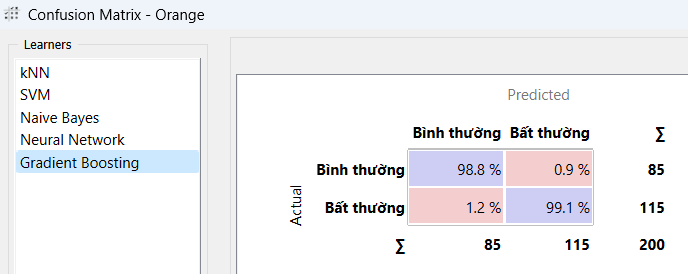 Confusion Matrix - Orange
Learners
kNN
SVM
Naive Bayes
Neural Network
Gradient Boosting
Predicted
Bình thường Bất thường ∑
Bình thường 98.8 % 0.9 % 85
Actual
Bất thường 1.2 % 99.1 % 115
∑ 85 115 200